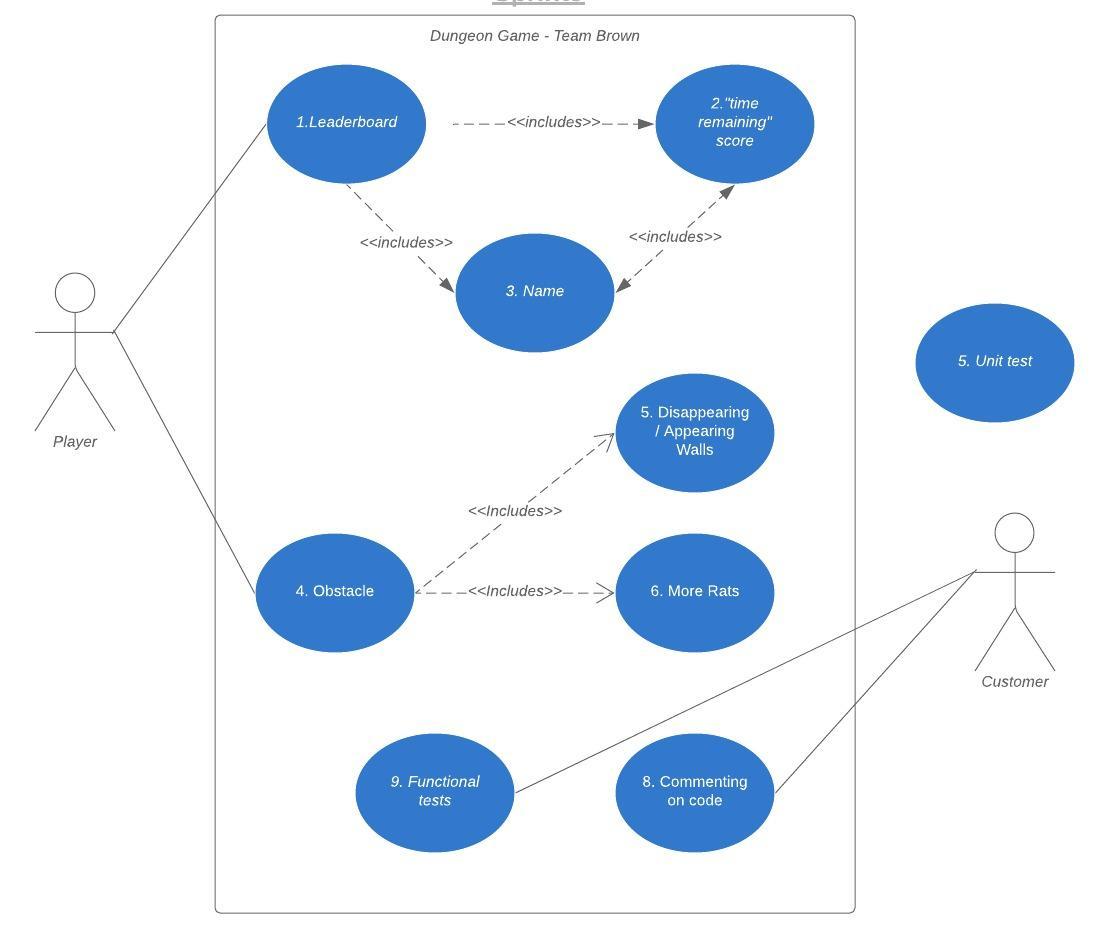 Dungeon Game - Team Brown
1.Leaderboard
<<includes>>
2."time
remaining"
score
<<includes>>
<<includes>>
3. Name
5. Unit test
Player
5. Disappearing
/ Appearing
Walls
<<Includes>>
4. Obstacle
<<Includes>>
6. More Rats
Customer
9. Functional
tests
8. Commenting
on code